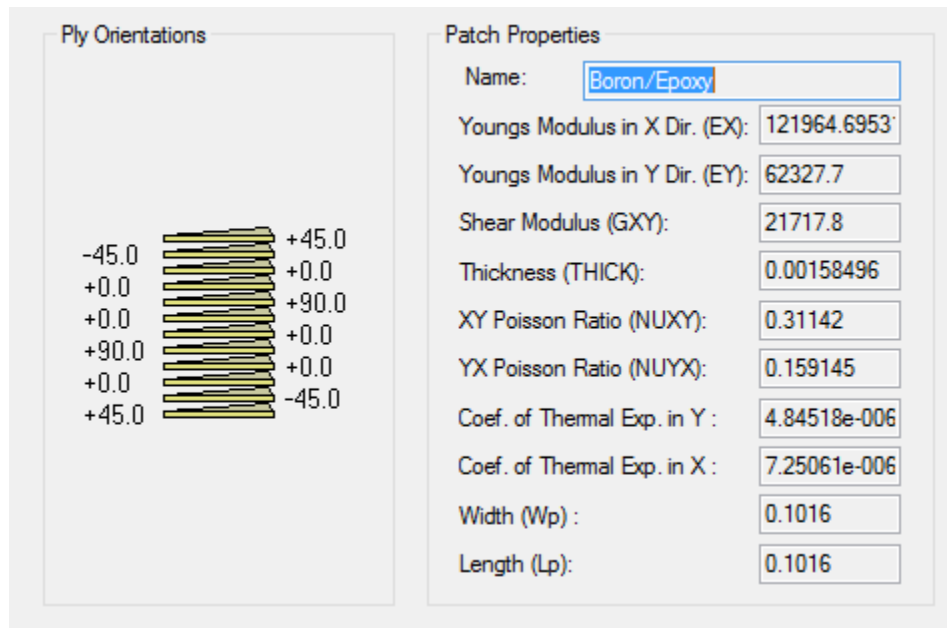 Ply Orientations
+45.0
-45.0
+0.0
+0.0
+90.0
+0.0
+0.0
+90.0
+0.0
+0.0
-45.0
+45.0
Patch Properties
Name: Boron/Epoxy
Youngs Modulus in X Dir. (EX): 121964.6953
Youngs Modulus in Y Dir. (EY): 62327.7
Shear Modulus (GXY): 21717.8
Thickness (THICK): 0.00158496
XY Poisson Ratio (NUXY): 0.31142
YX Poisson Ratio (NUYX): 0.159145
Coef. of Thermal Exp. in Y : 4.84518e-006
Coef. of Thermal Exp. in X : 7.25061e-006
Width (Wp) : 0.1016
Length (Lp): 0.1016